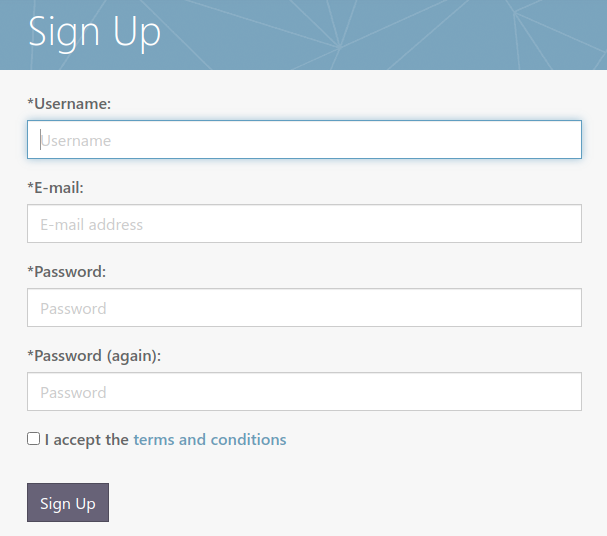 Sign Up
*Username:
Username
*E-mail:
E-mail address
*Password:
Password
*Password (again):
Password
I accept the terms and conditions
Sign Up